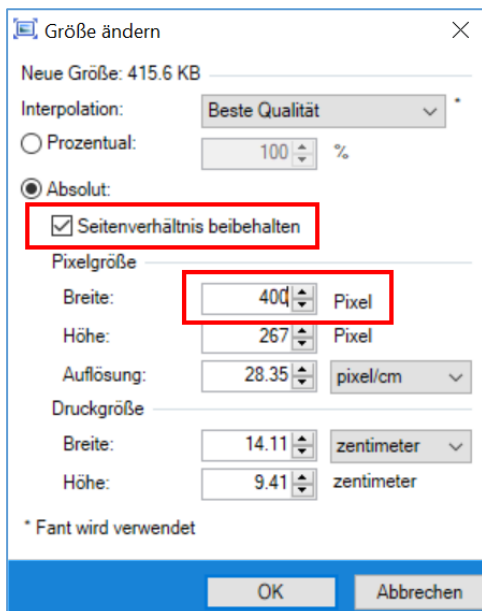 Größe ändern
Neue Größe: 415.6 KB
Interpolation: Beste Qualität *
Prozentual: 100 %
Absolut:
Seitenverhältnis beibehalten
Pixelgröße
Breite: 400 Pixel
Höhe: 267 Pixel
Auflösung: 28.35 pixel/cm
Druckgröße
Breite: 14.11 zentimeter
Höhe: 9.41 zentimeter
* Fant wird verwendet
OK Abbrechen